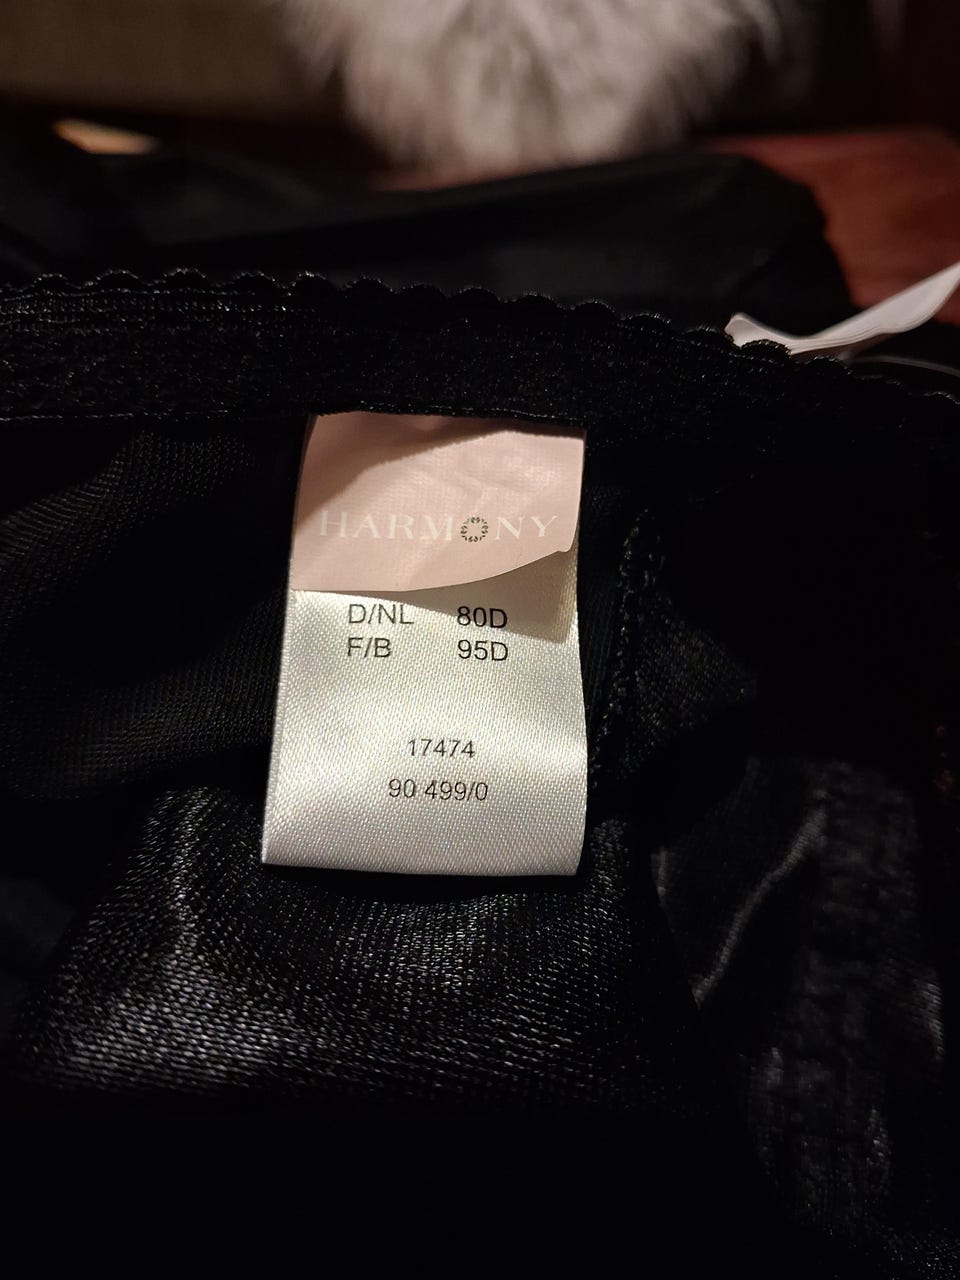 HARMONY
D/NL 80D
F/B 95D
17474
90 499/0